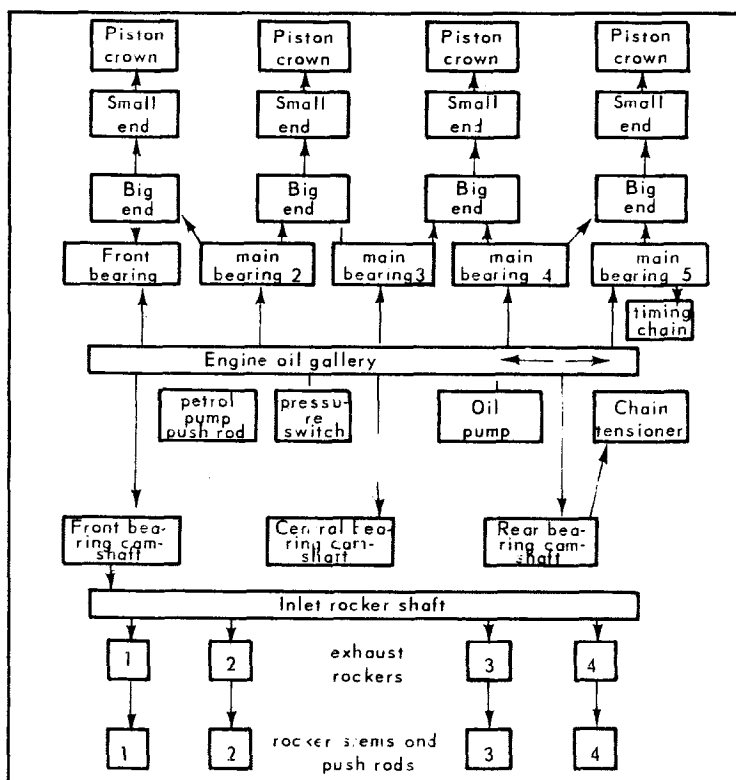 Piston
crown
Piston
crown
Piston
crown
Piston
crown
Small
end
Small
end
Small
end
Small
end
Big
end
Big
end
Big
end
Big
end
Front
bearing
main
bearing 2
main
bearing3
main
bearing 4
main
bearing 5
timing
chain
Engine oil gallery
petrol
pump
push rod
pressu-
re
switch
Oil
pump
Chain
tensioner
Front bea-
ring cam-
shaft
Central bea-
ring cam-
shaft
Rear bea-
ring cam-
shaft
Inlet rocker shaft
1
2
exhaust
rockers
3
4
1
2
rocker stems and
push rods
3
4